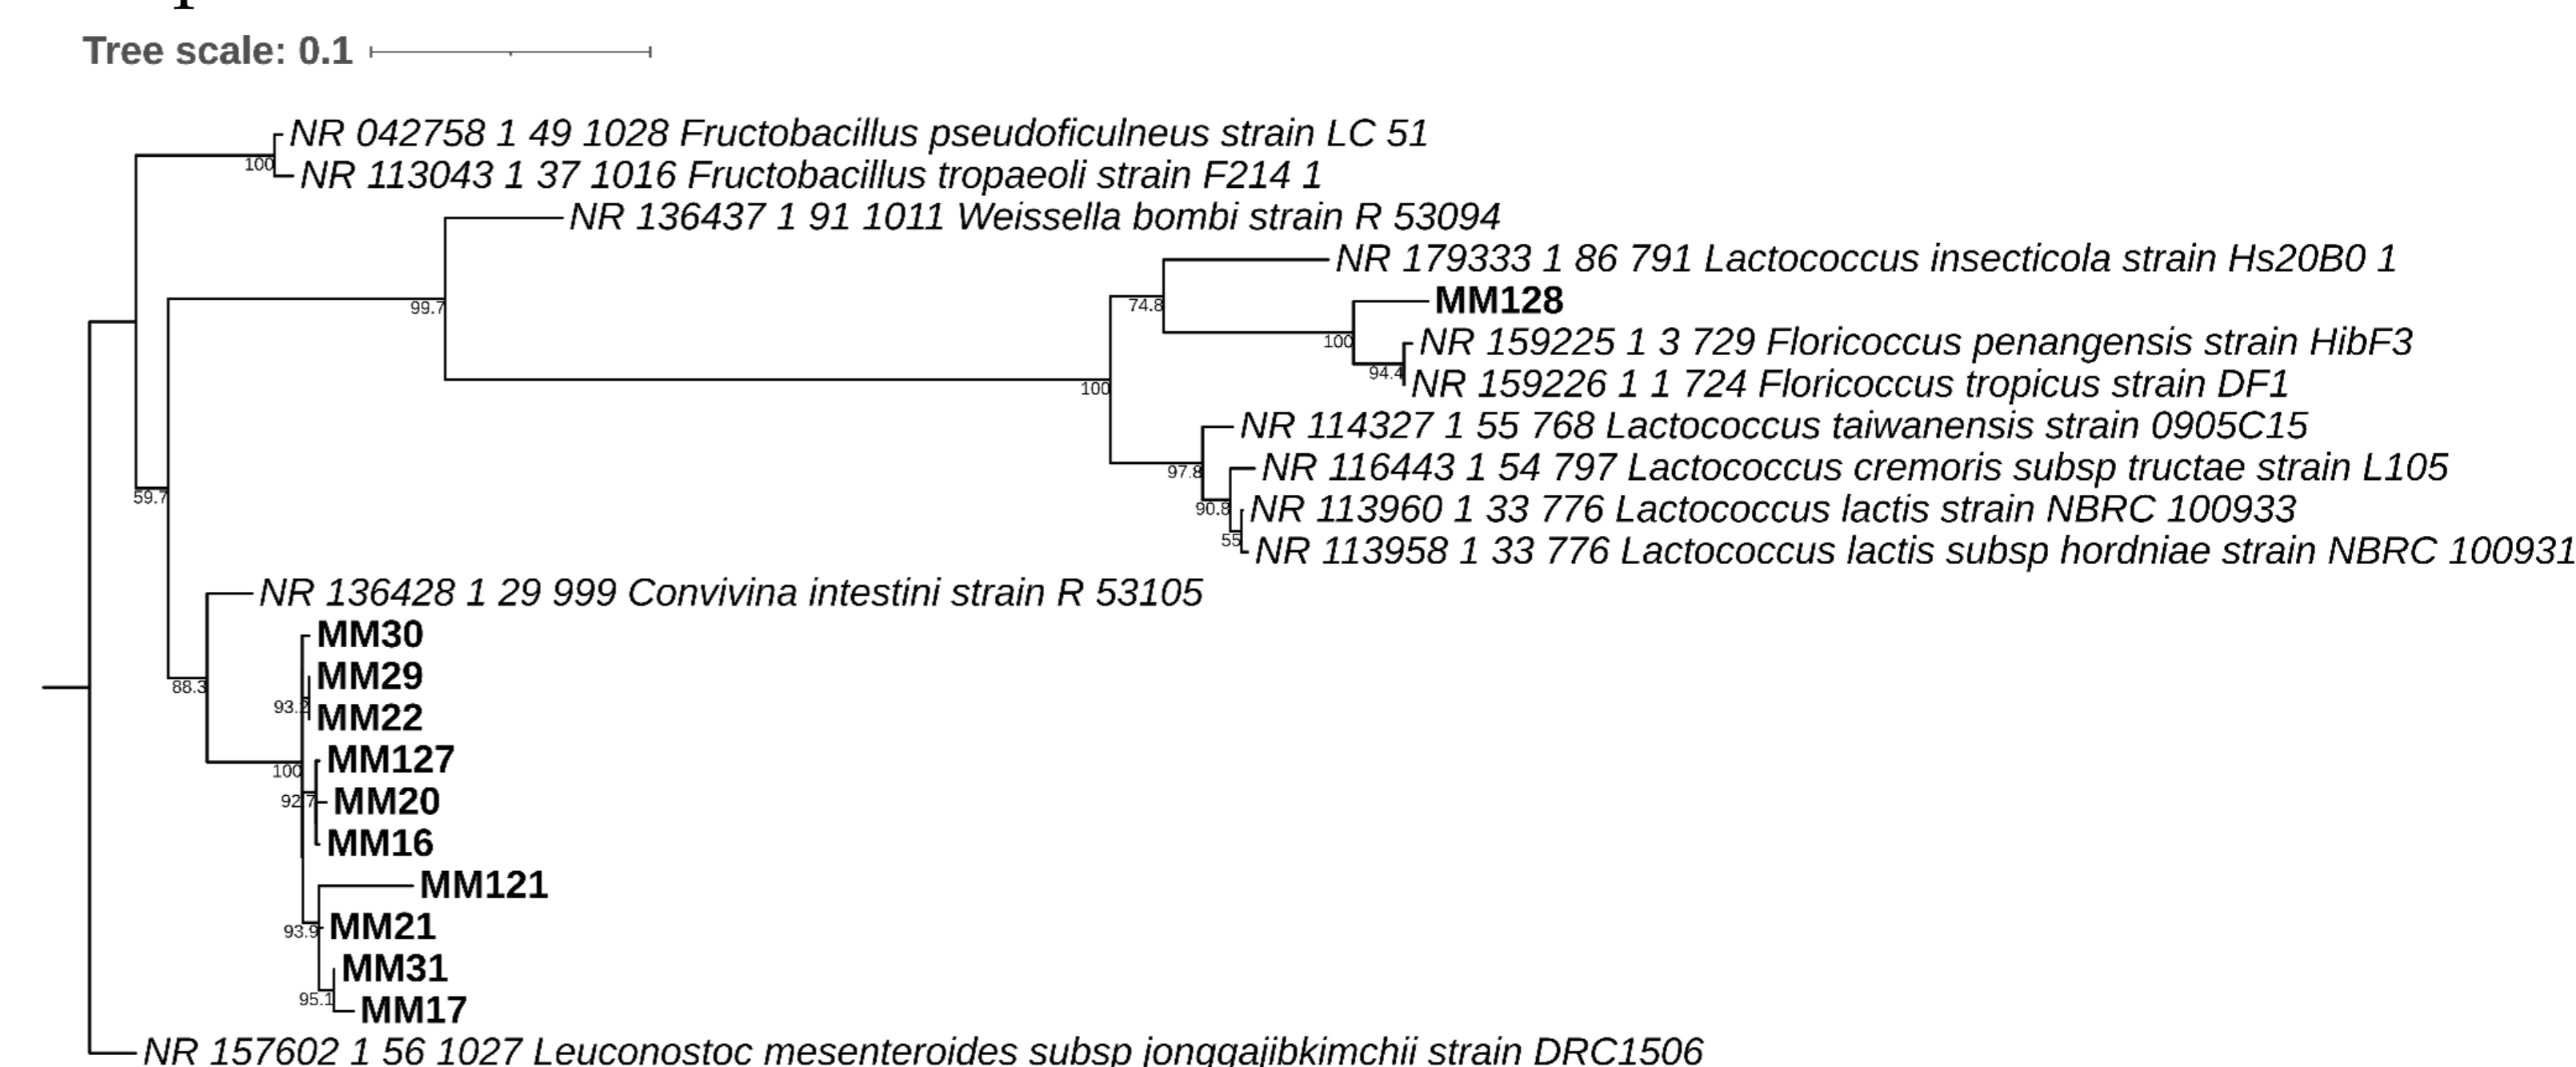 Tree scale: 0.1
NR 042758 1 49 1028 Fructobacillus pseudoficulneus strain LC 51
100
NR 113043 1 37 1016 Fructobacillus tropaeoli strain F214 1
NR 136437 1 91 1011 Weissella bombi strain R 53094
NR 179333 1 86 791 Lactococcus insecticola strain Hs20B0 1
99.7
74.8
MM128
100
NR 159225 1 3 729 Floricoccus penangensis strain HibF3
94.4
NR 159226 1 1 724 Floricoccus tropicus strain DF1
100
NR 114327 1 55 768 Lactococcus taiwanensis strain 0905C15
97.8
NR 116443 1 54 797 Lactococcus cremoris subsp tructae strain L105
59.7
90.8
NR 113960 1 33 776 Lactococcus lactis strain NBRC 100933
55
NR 113958 1 33 776 Lactococcus lactis subsp hordniae strain NBRC 100931
NR 136428 1 29 999 Convivina intestini strain R 53105
MM30
MM29
88.3
93.2
MM22
MM127
100
92.7
MM20
MM16
MM121
93.9
MM21
MM31
95.1
MM17
NR 157602 1 56 1027 Leuconostoc mesenteroides subsp jonggajibkimchii strain DRC1506